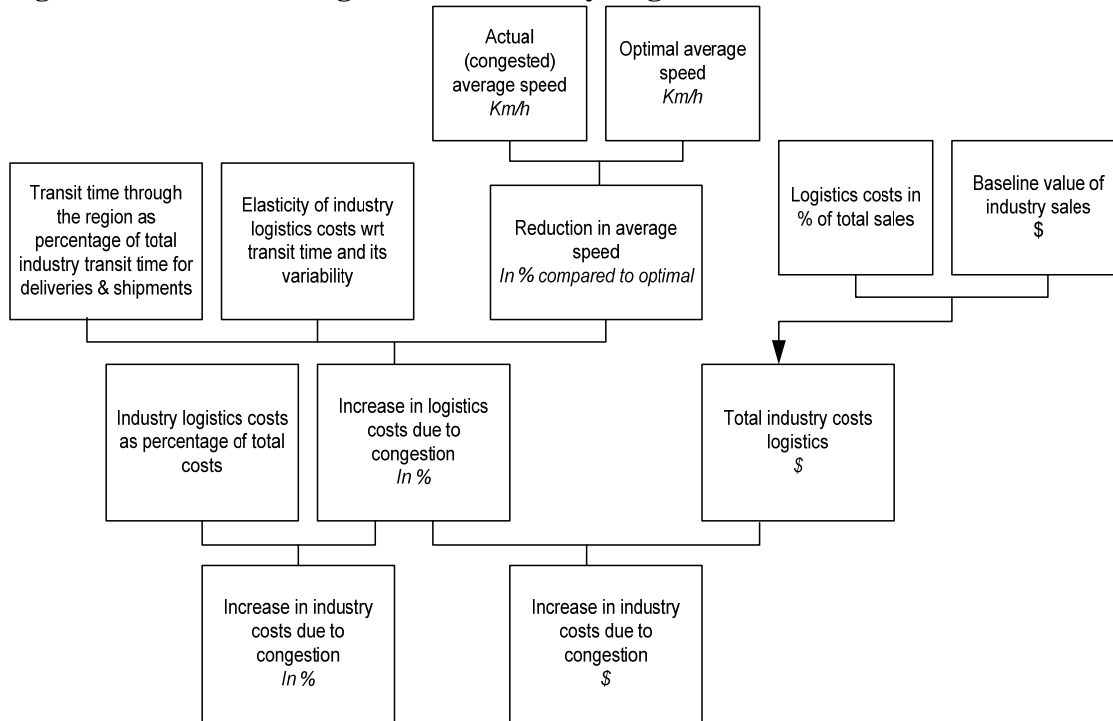 Actual
(congested)
average speed
Km/h
Optimal average
speed
Km/h
Transit time through
the region as
percentage of total
industry transit time for
deliveries & shipments
Elasticity of industry
logistics costs wrt
transit time and its
variability
Reduction in average
speed
In % compared to optimal
Logistics costs in
% of total sales
Baseline value of
industry sales
$
Industry logistics costs
as percentage of total
costs
Increase in logistics
costs due to
congestion
In %
Total industry costs
logistics
$
Increase in industry
costs due to
congestion
In %
Increase in industry
costs due to
congestion
$